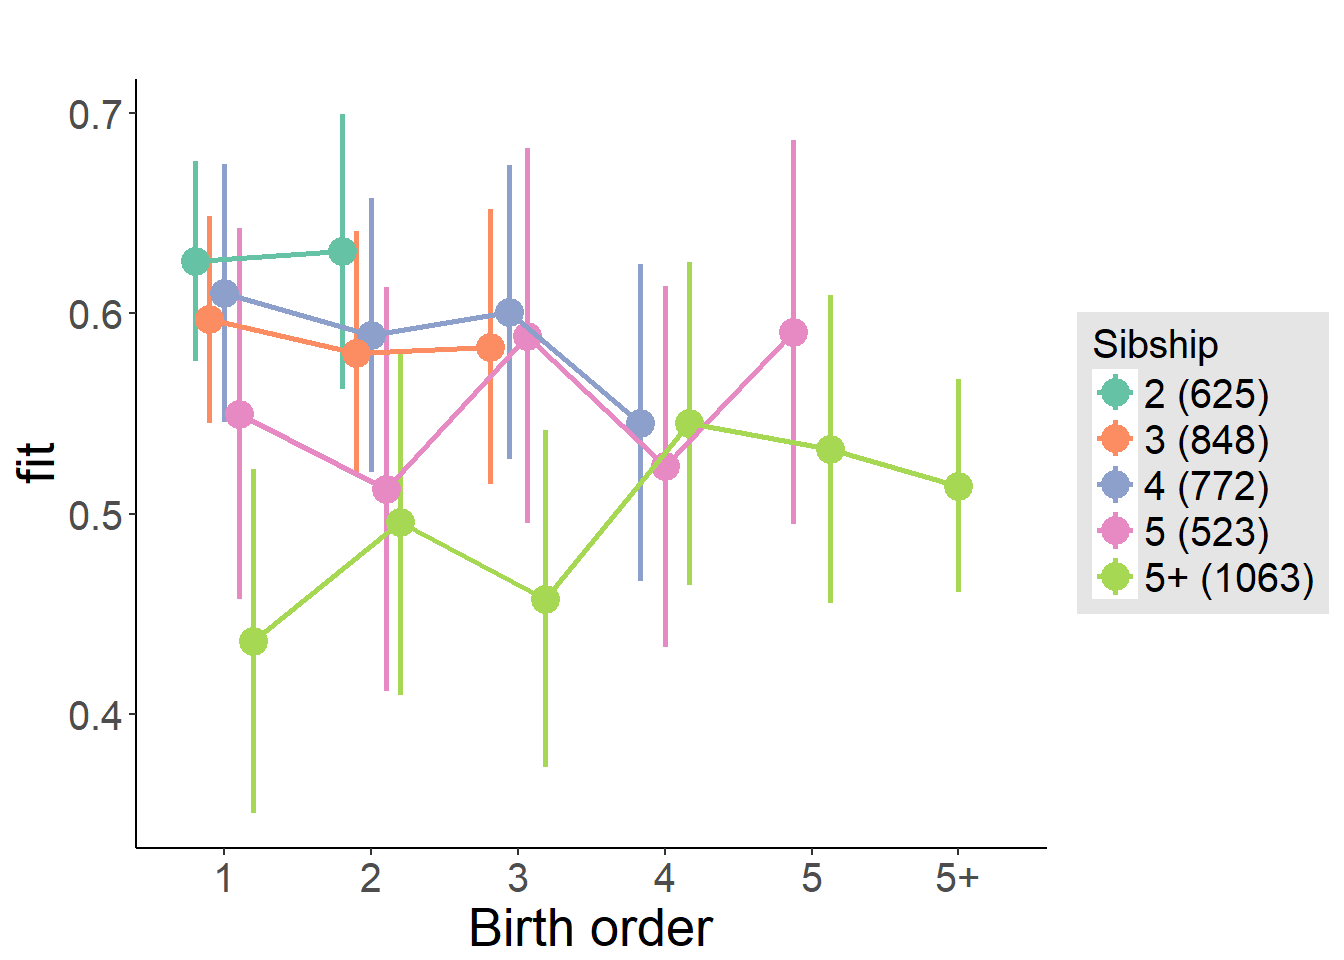 0.7
0.6
0.5
0.4
fit
1 2 3 4 5 5+
Birth order
Sibship
2 (625)
3 (848)
4 (772)
5 (523)
5+ (1063)